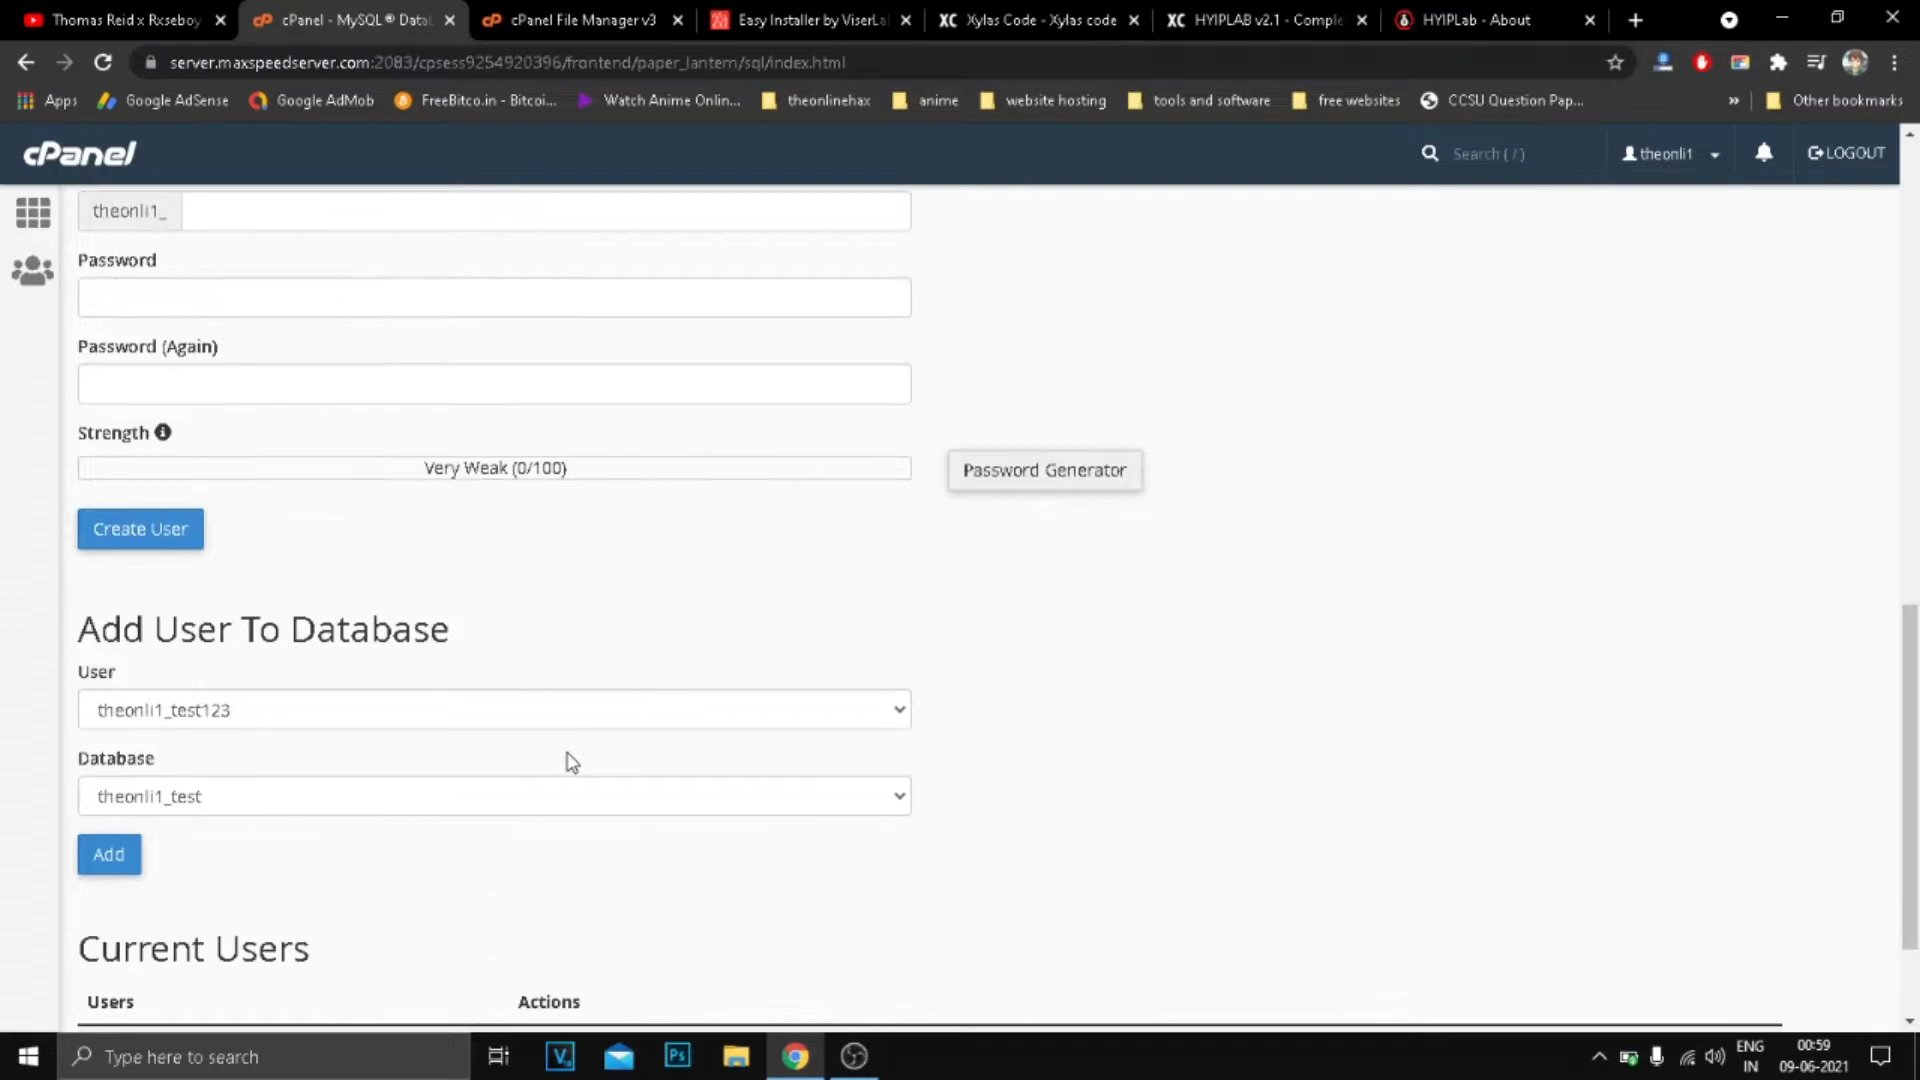 Thomas Reid x Rxseboy
cPanel - MySQL® Datal
cPanel File Manager v3
Easy Installer by ViserLa
Xylas Code - Xylas code
HYIPLAB v2.1 - Comple
HYIPLab - About
server.maxspeedserver.com:2083/cpsess9254920396/frontend/paper_lantern/sql/index.html
Apps
Google AdSense
Google AdMob
FreeBitco.in - Bitcoi...
Watch Anime Onlin...
theonlinehax
anime
website hosting
tools and software
free websites
CCSU Question Pap...
»
Other bookmarks
cPanel
Search ( / )
theonli1
LOGOUT
theonli1_
Password
Password (Again)
Strength
Very Weak (0/100)
Password Generator
Create User
Add User To Database
User
theonli1_test123
Database
theonli1_test
Add
Current Users
Users Actions
Type here to search
V
Ps
ENG
IN
00:59
09-06-2021